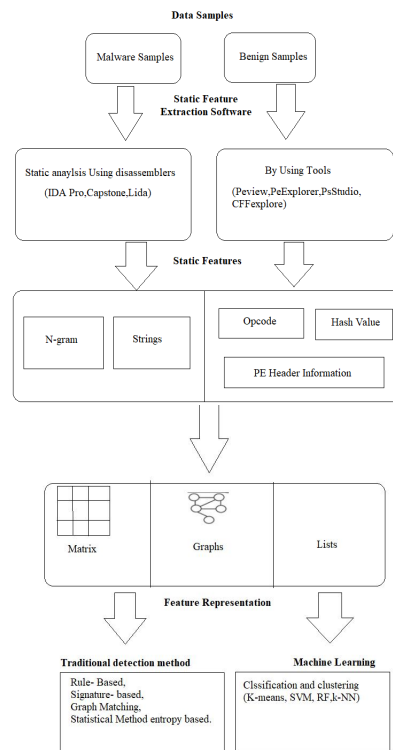 Data Samples
Malware Samples
Benign Samples
Static Feature
Extraction Software
Static anaylsis Using disassemblers
(IDA Pro,Capstone,Lida)
By Using Tools
(Peview,PeExplorer,PsStudio,
CFFexplore)
Static Features
N-gram
Strings
Opcode
Hash Value
PE Header Information
Matrix
Graphs
Lists
Feature Representation
Traditional detection method
Rule- Based,
Signature- based,
Graph Matching,
Statistical Method entropy based.
Machine Learning
Clssification and clustering
(K-means, SVM, RF,k-NN)